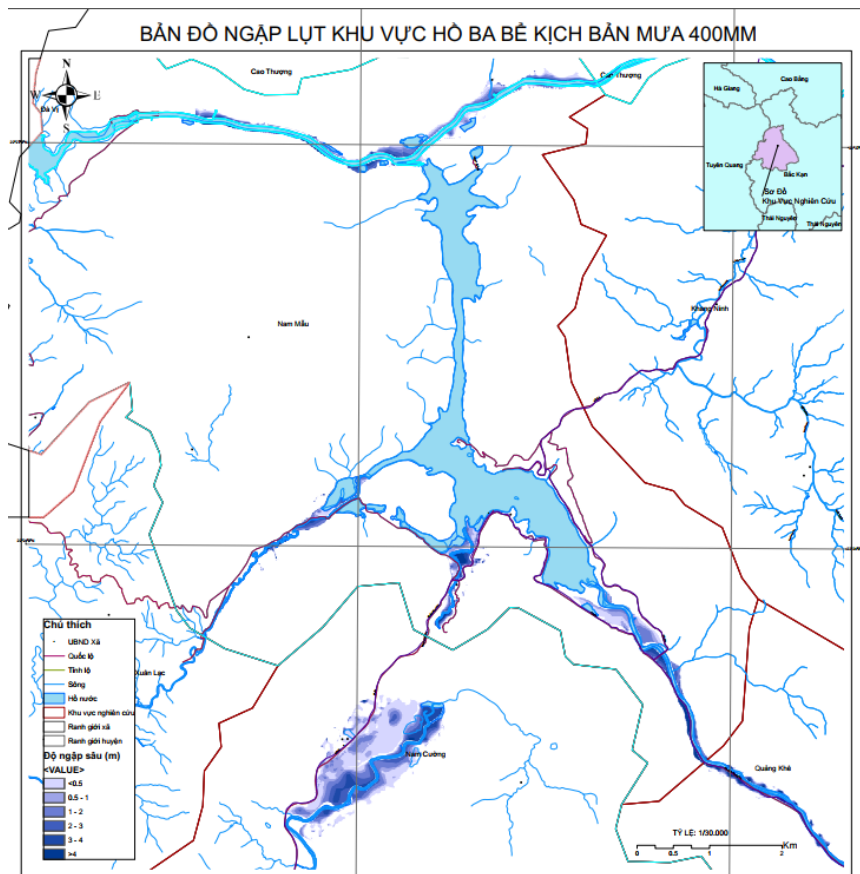 BẢN ĐỒ NGẬP LỤT KHU VỰC HỒ BA BỂ KỊCH BẢN MƯA 400MM
Cao Thượng
Cao Thượng
N
W
E
S
Đà Vị
Hà Giang
Cao Bằng
Tuyên Quang
Bắc Kạn
Sơ Đồ
Khu Vực Nghiên Cứu
Thái Nguyên
Thái Nguyên
Khang Ninh
Nam Mẫu
Xuân Lạc
Nam Cường
Quảng Khê
Chú thích
UBND Xã
Quốc lộ
Tỉnh lộ
Sông
Hồ nước
Khu vực nghiên cứu
Ranh giới xã
Ranh giới huyện
Độ ngập sâu (m)
<VALUE>
<0.5
0.5 - 1
1 - 2
2 - 3
3 - 4
>4
TỶ LỆ: 1/30.000
Km
0 0.5 1 2